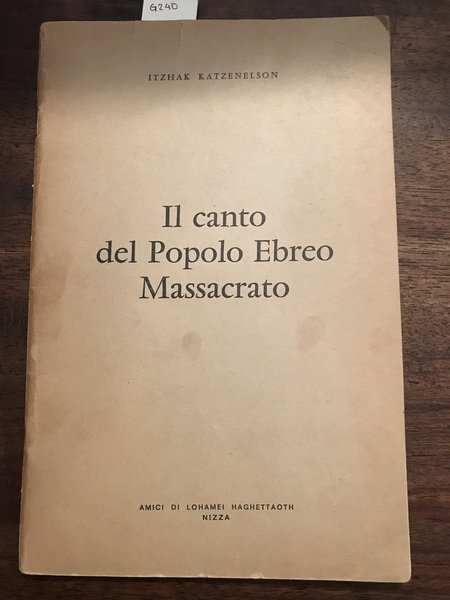 G240
ITZHAK KATZENELSON
Il canto
del Popolo Ebreo
Massacrato
AMICI DI LOHAMEI HAGHETTAOTH
NIZZA